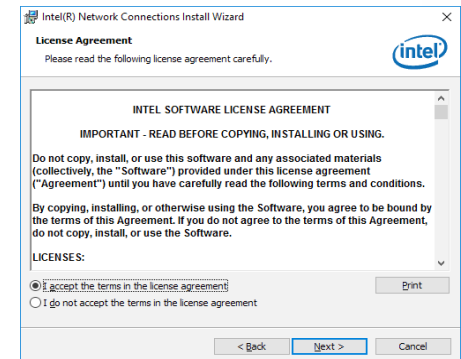 Intel(R) Network Connections Install Wizard
License Agreement
Please read the following license agreement carefully.
intel
INTEL SOFTWARE LICENSE AGREEMENT
IMPORTANT - READ BEFORE COPYING, INSTALLING OR USING.
Do not copy, install, or use this software and any associated materials
(collectively, the "Software") provided under this license agreement
("Agreement") until you have carefully read the following terms and conditions.
By copying, installing, or otherwise using the Software, you agree to be bound by
the terms of this Agreement. If you do not agree to the terms of this Agreement,
do not copy, install, or use the Software.
LICENSES:
I accept the terms in the license agreement
Print
I do not accept the terms in the license agreement
< Back
Next >
Cancel